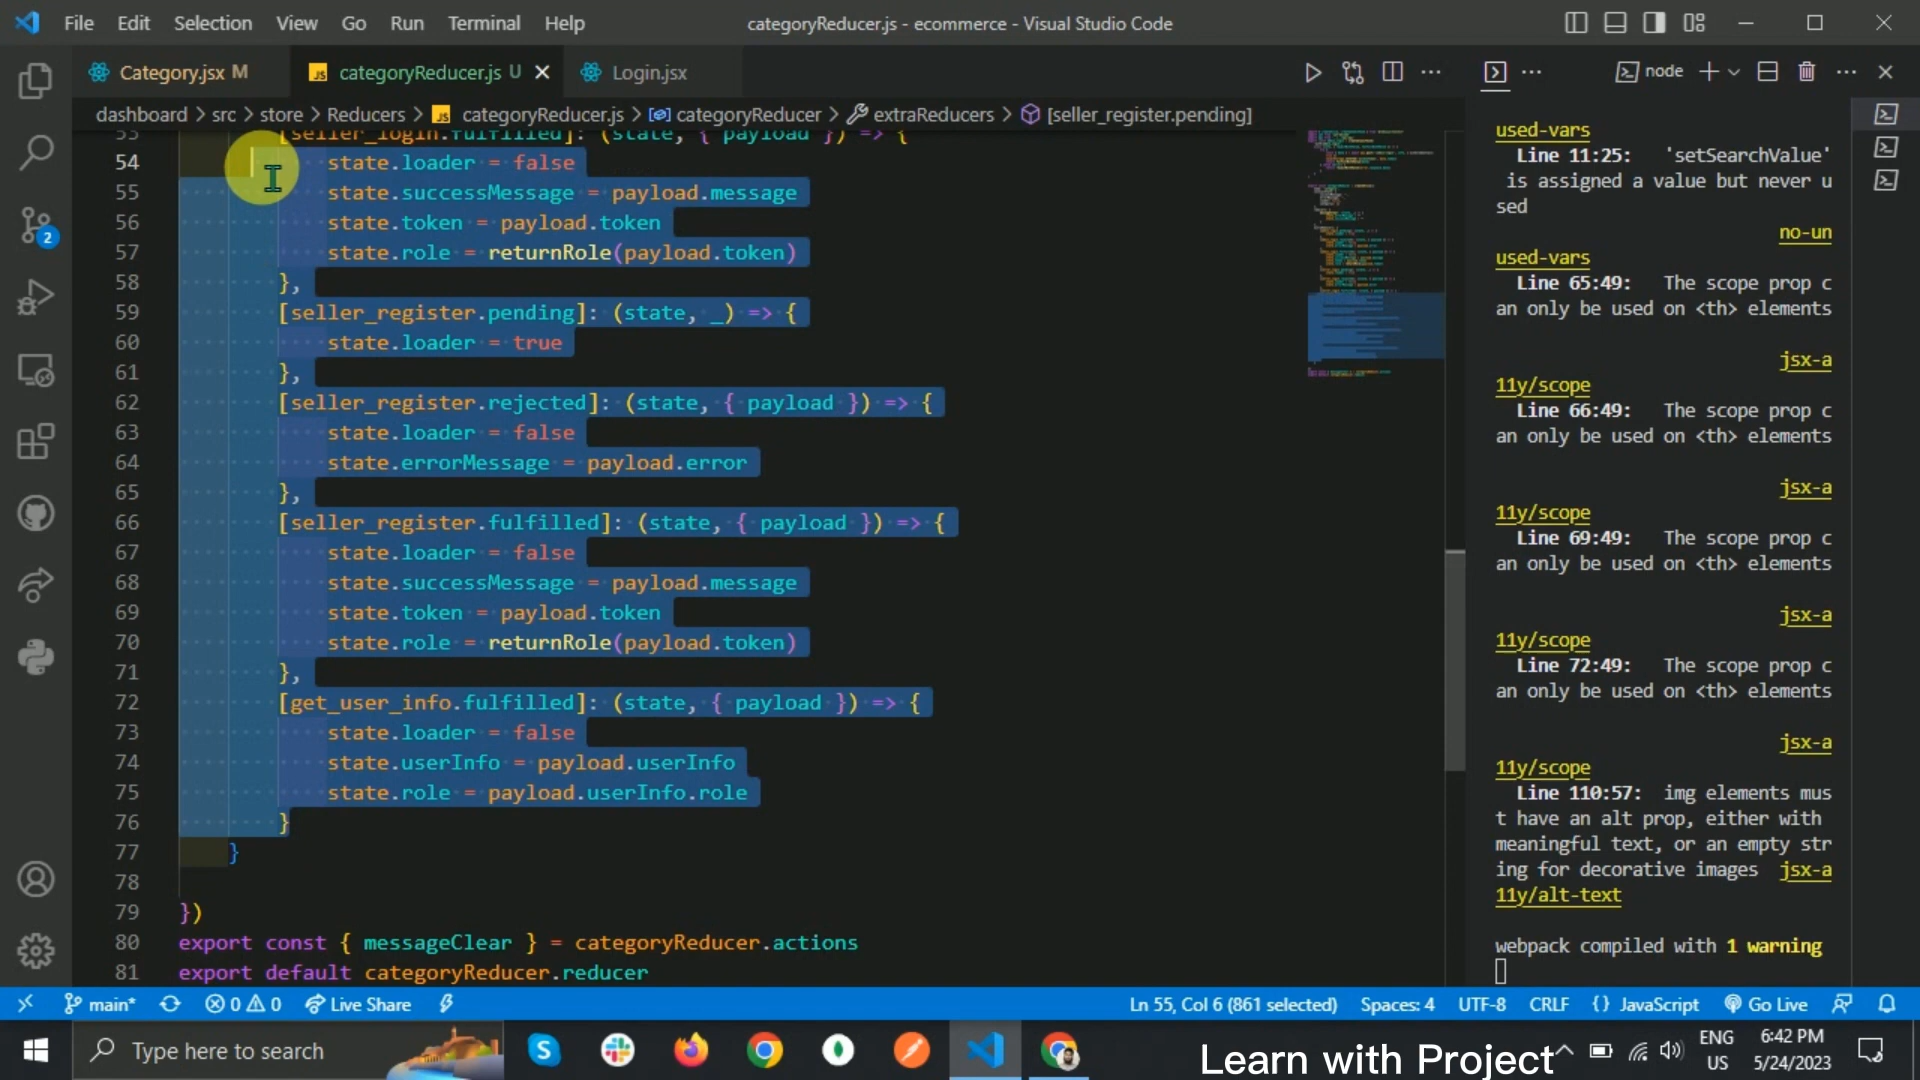 File Edit Selection View Go Run Terminal Help
categoryReducer.js - ecommerce - Visual Studio Code
Category.jsx M
JS categoryReducer.js U
Login.jsx
node
dashboard > src > store > Reducers > JS categoryReducer.js > categoryReducer > extraReducers > [seller_register.pending]
53 [seller_login.fulfilled]: (state, { payload }) => {
54 state.loader = false
55 state.successMessage = payload.message
56 state.token = payload.token
57 state.role = returnRole(payload.token)
58 },
59 [seller_register.pending]: (state, _) => {
60 state.loader = true
61 },
62 [seller_register.rejected]: (state, { payload }) => {
63 state.loader = false
64 state.errorMessage = payload.error
65 },
66 [seller_register.fulfilled]: (state, { payload }) => {
67 state.loader = false
68 state.successMessage = payload.message
69 state.token = payload.token
70 state.role = returnRole(payload.token)
71 },
72 [get_user_info.fulfilled]: (state, { payload }) => {
73 state.loader = false
74 state.userInfo = payload.userInfo
75 state.role = payload.userInfo.role
76 }
77 }
78
79 })
80 export const { messageClear } = categoryReducer.actions
81 export default categoryReducer.reducer
used-vars
Line 11:25: 'setSearchValue'
is assigned a value but never u
sed
no-un
used-vars
Line 65:49: The scope prop c
an only be used on <th> elements
jsx-a
11y/scope
Line 66:49: The scope prop c
an only be used on <th> elements
jsx-a
11y/scope
Line 69:49: The scope prop c
an only be used on <th> elements
jsx-a
11y/scope
Line 72:49: The scope prop c
an only be used on <th> elements
jsx-a
11y/scope
Line 110:57: img elements mus
t have an alt prop, either with
meaningful text, or an empty str
ing for decorative images jsx-a
11y/alt-text
webpack compiled with 1 warning
2
main* 0 0 Live Share
Ln 55, Col 6 (861 selected) Spaces: 4 UTF-8 CRLF {} JavaScript Go Live
Type here to search
Learn with Project
ENG
US
6:42 PM
5/24/2023